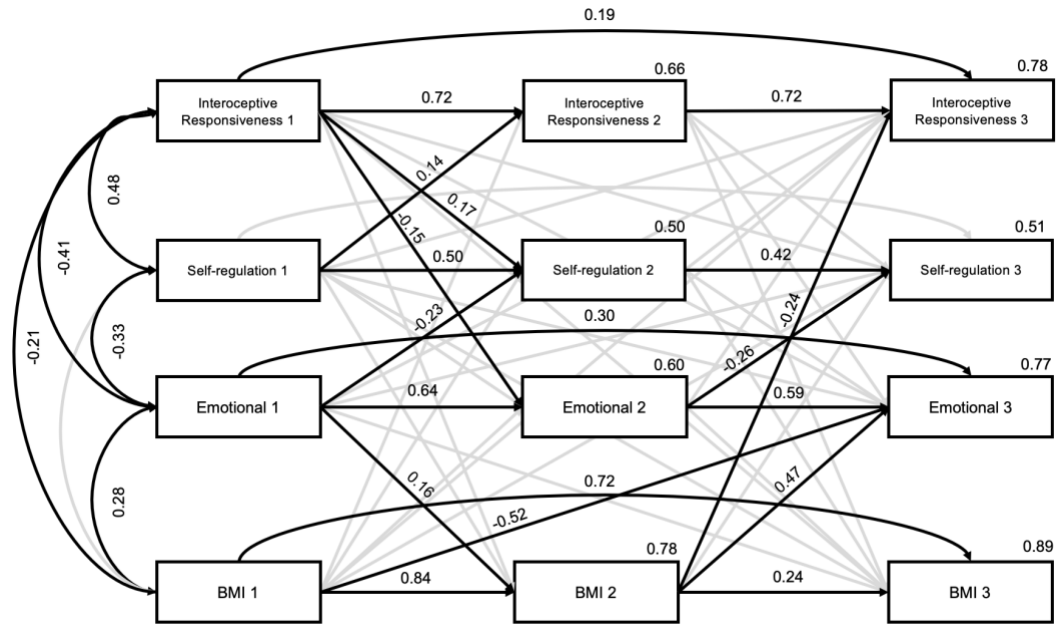 0.19
0.66
0.78
Interoceptive
Responsiveness 1
0.72
Interoceptive
Responsiveness 2
0.72
Interoceptive
Responsiveness 3
0.48
0.14
0.17
-0.15
-0.41
0.50
0.51
Self-regulation 1
0.50
Self-regulation 2
0.42
Self-regulation 3
-0.21
-0.33
-0.23
-0.24
0.30
-0.26
0.60
0.77
Emotional 1
0.64
Emotional 2
0.59
Emotional 3
0.28
0.16
0.72
0.47
-0.52
0.78
0.89
BMI 1
0.84
BMI 2
0.24
BMI 3